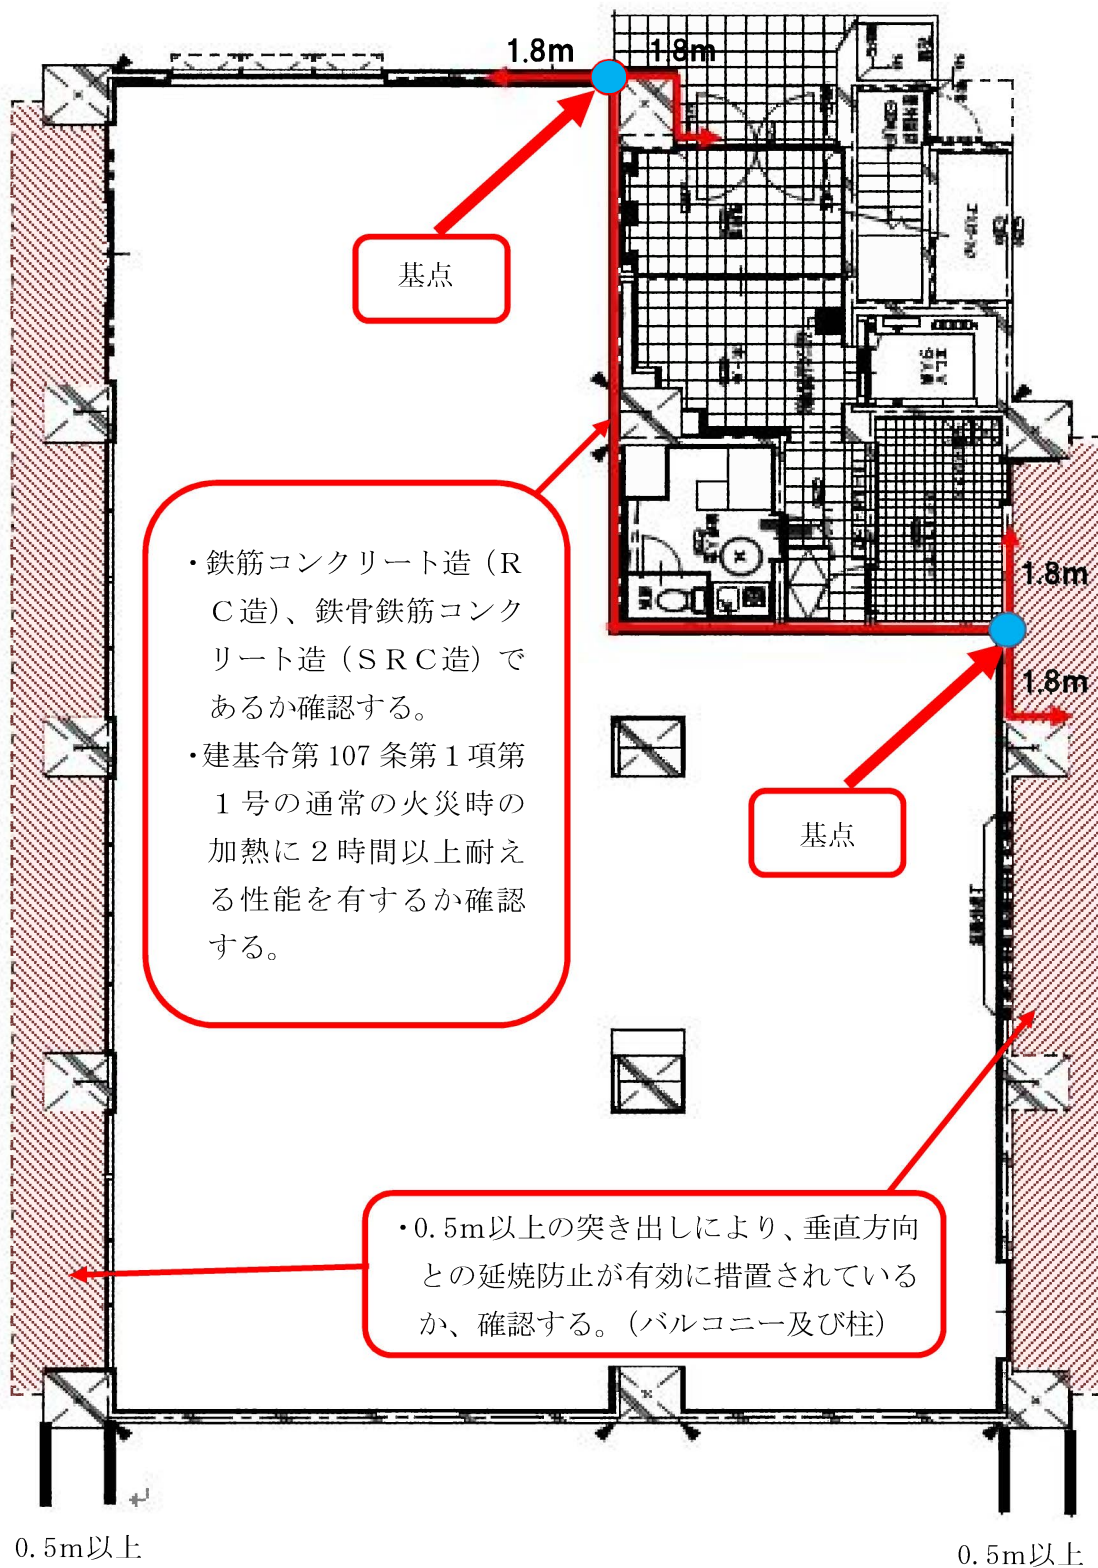 1.8m
1.8m
基点
・鉄筋コンクリート造（R
C造）、鉄骨鉄筋コンク
リート造（SRC造）で
あるか確認する。
・建基令第107条第1項第
1号の通常の火災時の
加熱に2時間以上耐え
る性能を有するか確認
する。
1.8m
1.8m
基点
・0.5m以上の突き出しにより、垂直方向
との延焼防止が有効に措置されている
か、確認する。（バルコニー及び柱）
0.5m以上
0.5m以上